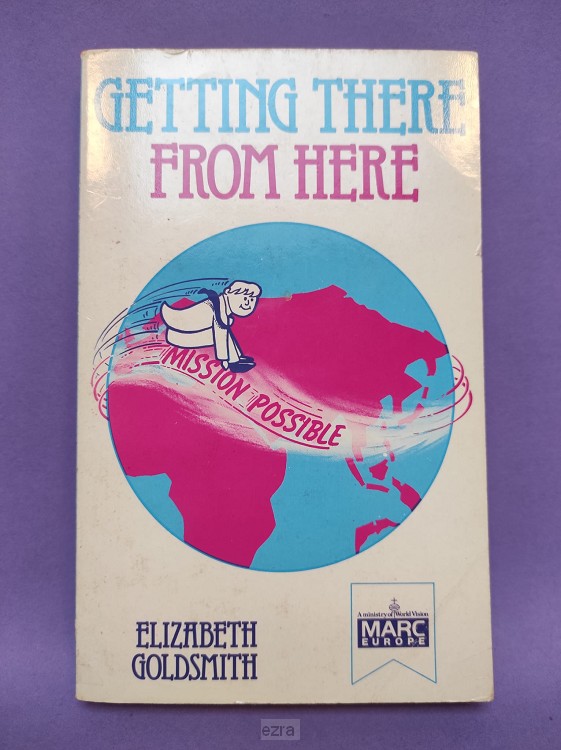 GETTING THERE
FROM HERE
MISSION POSSIBLE
ELIZABETH
GOLDSMITH
A ministry of World Vision
MARC
EUROPE
ezra